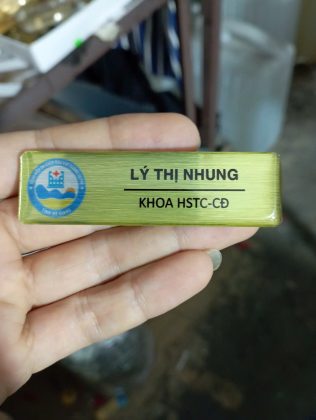 LÝ THỊ NHUNG
KHOA HSTC-CĐ